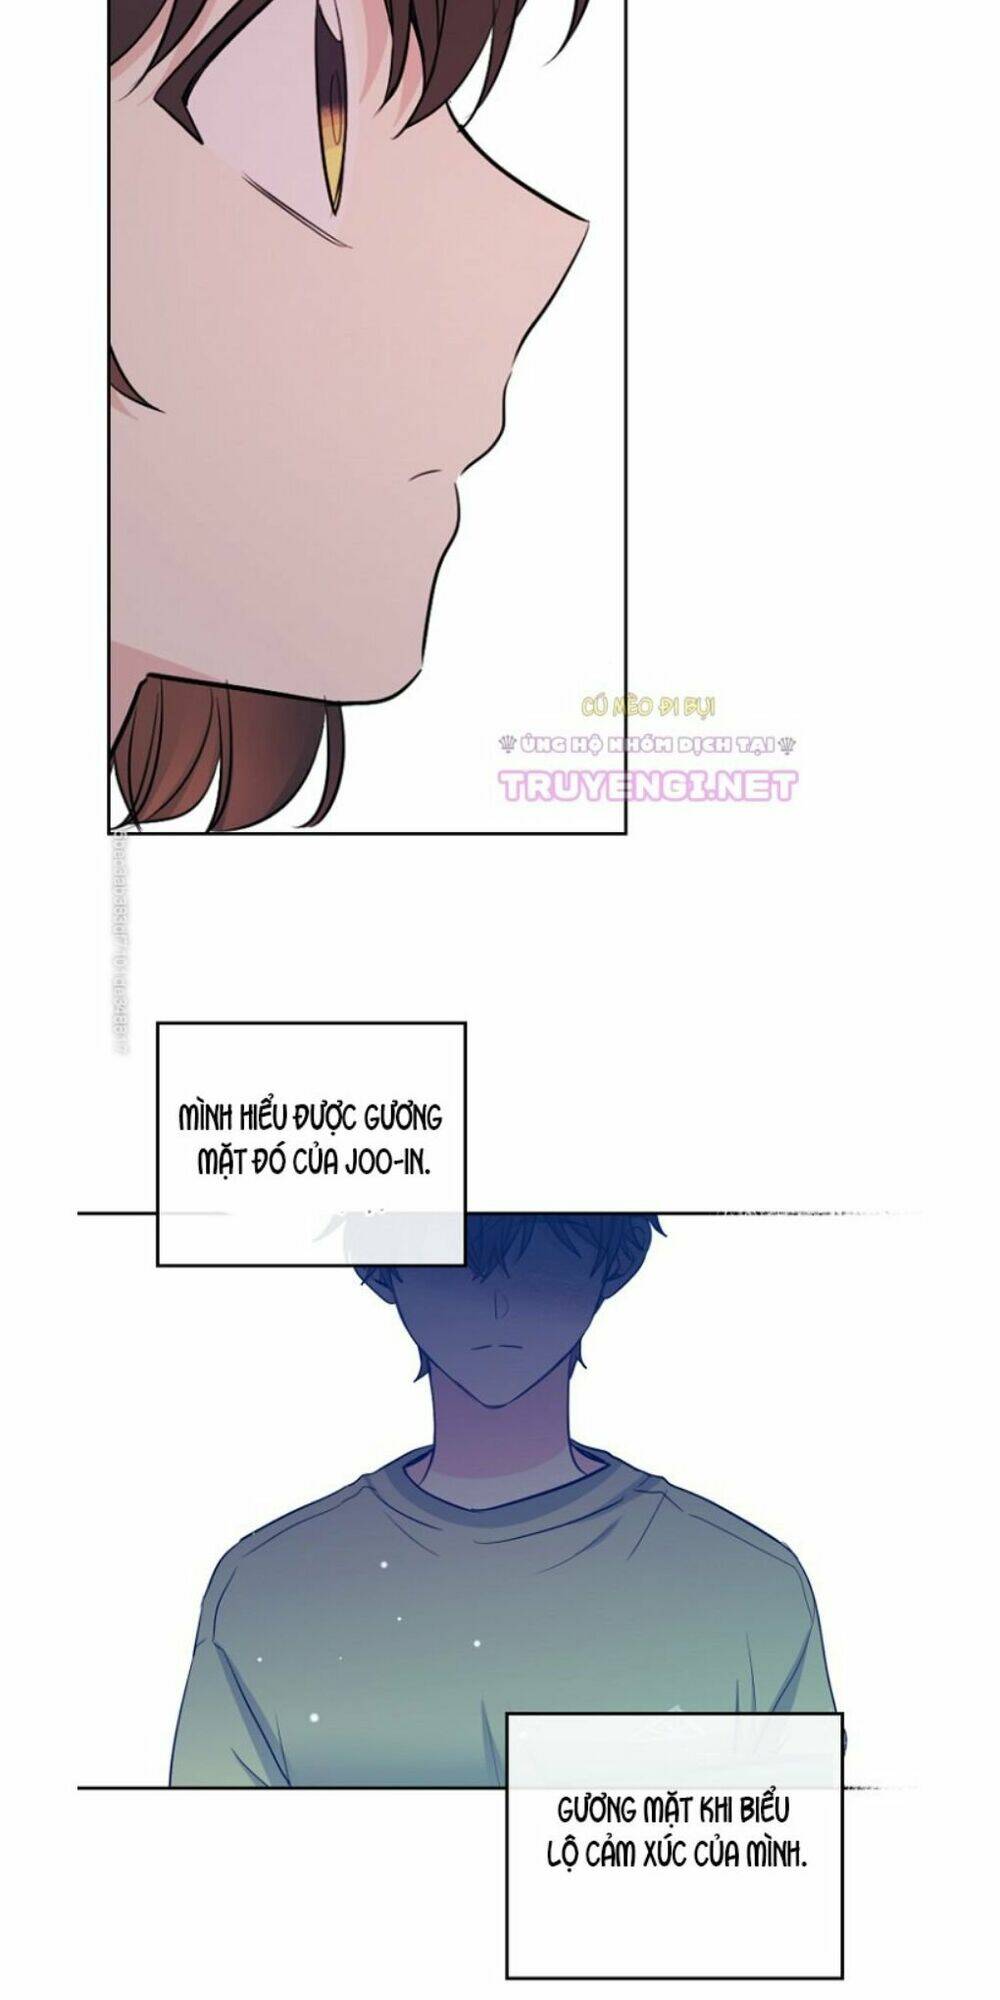 CÚ MÈO ĐI BỤI
ỦNG HỘ NHÓM DỊCH TẠI
TRUYENGI.NET
MÌNH HIỂU ĐƯỢC GƯƠNG
MẶT ĐÓ CỦA JOO-IN.
GƯƠNG MẶT KHI BIỂU
LỘ CẢM XÚC CỦA MÌNH.